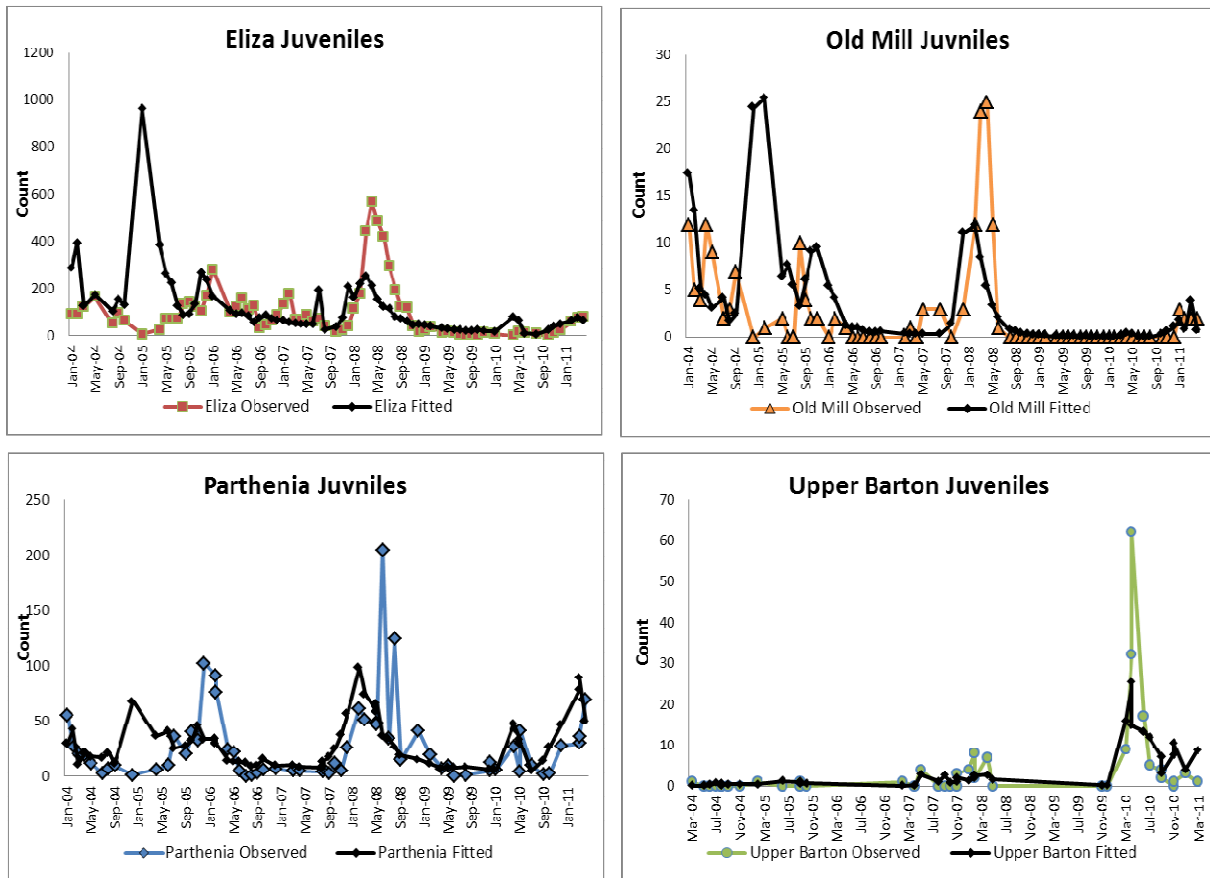 Eliza Juveniles
Count
1200
1000
800
600
400
200
0
Jan-04
May-04
Sep-04
Jan-05
May-05
Sep-05
Jan-06
May-06
Sep-06
Jan-07
May-07
Sep-07
Jan-08
May-08
Sep-08
Jan-09
May-09
Sep-09
Jan-10
May-10
Sep-10
Jan-11
Eliza Observed
Eliza Fitted
Old Mill Juvniles
Count
30
25
20
15
10
5
0
Jan-04
May-04
Sep-04
Jan-05
May-05
Sep-05
Jan-06
May-06
Sep-06
Jan-07
May-07
Sep-07
Jan-08
May-08
Sep-08
Jan-09
May-09
Sep-09
Jan-10
May-10
Sep-10
Jan-11
Old Mill Observed
Old Mill Fitted
Parthenia Juvniles
Count
250
200
150
100
50
0
Jan-04
May-04
Sep-04
Jan-05
May-05
Sep-05
Jan-06
May-06
Sep-06
Jan-07
May-07
Sep-07
Jan-08
May-08
Sep-08
Jan-09
May-09
Sep-09
Jan-10
May-10
Sep-10
Jan-11
Parthenia Observed
Parthenia Fitted
Upper Barton Juveniles
Count
70
60
50
40
30
20
10
0
Mar-04
Jul-04
Nov-04
Mar-05
Jul-05
Nov-05
Mar-06
Jul-06
Nov-06
Mar-07
Jul-07
Nov-07
Mar-08
Jul-08
Nov-08
Mar-09
Jul-09
Nov-09
Mar-10
Jul-10
Nov-10
Mar-11
Upper Barton Observed
Upper Barton Fitted